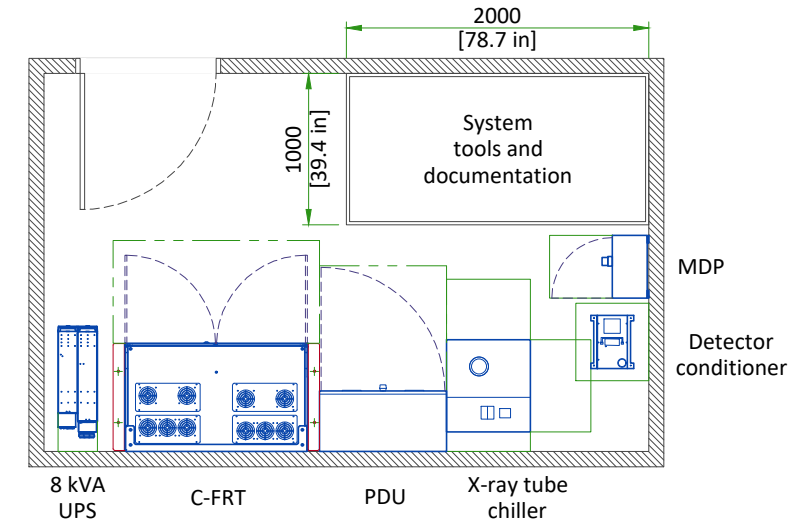 2000
[78.7 in]
1000
[39.4 in]
System
tools and
documentation
MDP
Detector
conditioner
8 kVA
UPS
C-FRT
PDU
X-ray tube
chiller